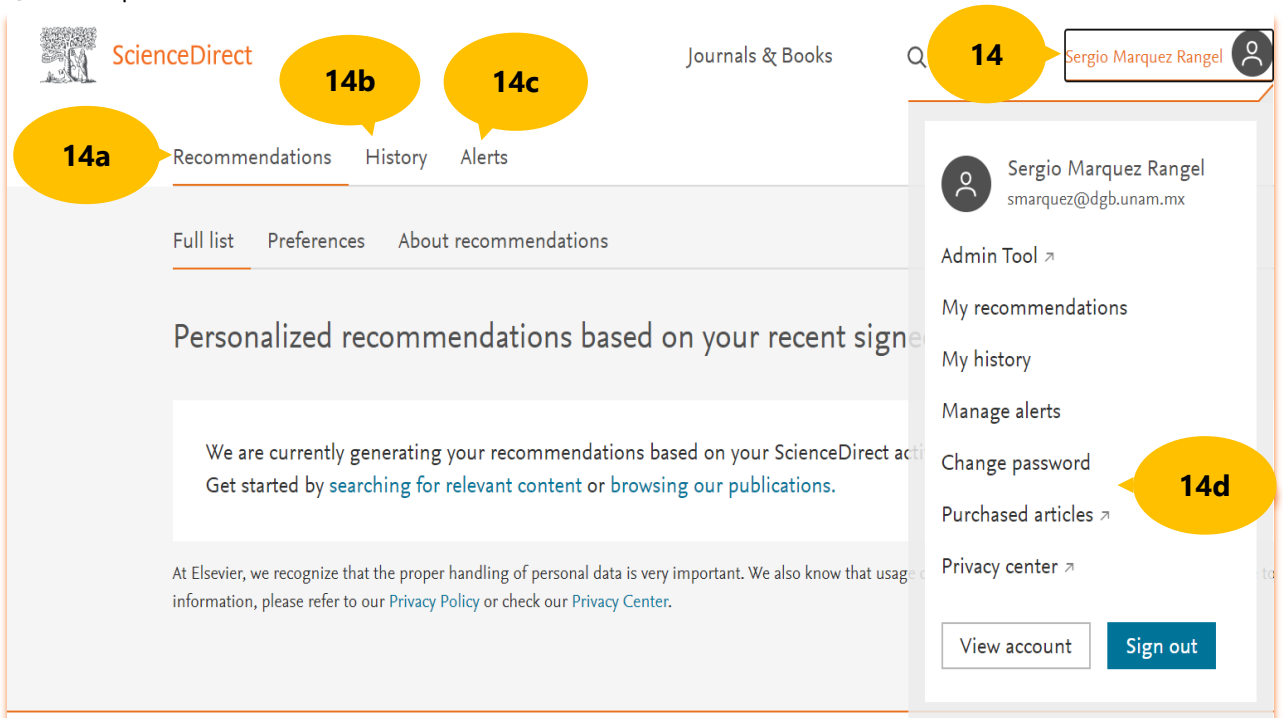 ScienceDirect
Journals & Books
14
Sergio Marquez Rangel
14b
14c
14a
Recommendations History Alerts
Sergio Marquez Rangel
smarquez@dgb.unam.mx
Full list Preferences About recommendations
Admin Tool ↗
My recommendations
Personalized recommendations based on your recent signe
My history
Manage alerts
We are currently generating your recommendations based on your ScienceDirect acti
Change password
Get started by searching for relevant content or browsing our publications.
14d
Purchased articles ↗
At Elsevier, we recognize that the proper handling of personal data is very important. We also know that usage
Privacy center ↗
information, please refer to our Privacy Policy or check our Privacy Center.
View account Sign out